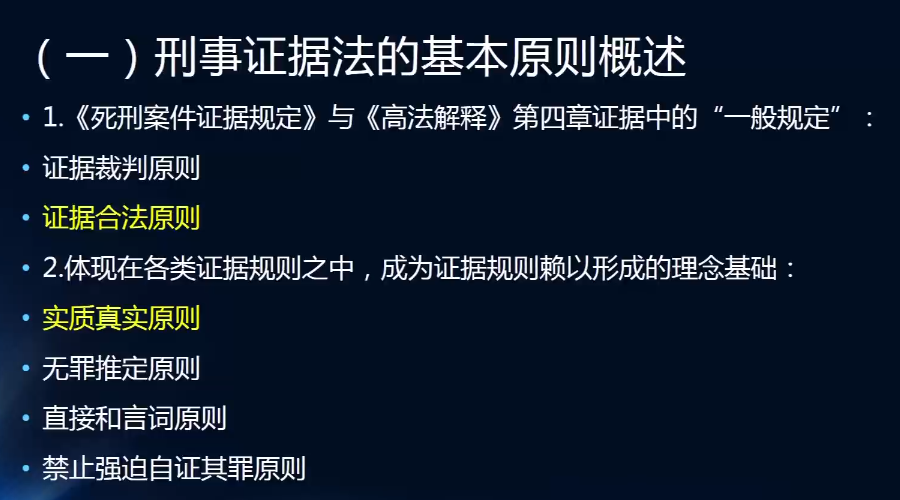 （一）刑事证据法的基本原则概述
• 1.《死刑案件证据规定》与《高法解释》第四章证据中的“一般规定”：
• 证据裁判原则
• 证据合法原则
• 2.体现在各类证据规则之中，成为证据规则赖以形成的理念基础：
• 实质真实原则
• 无罪推定原则
• 直接和言词原则
• 禁止强迫自证其罪原则